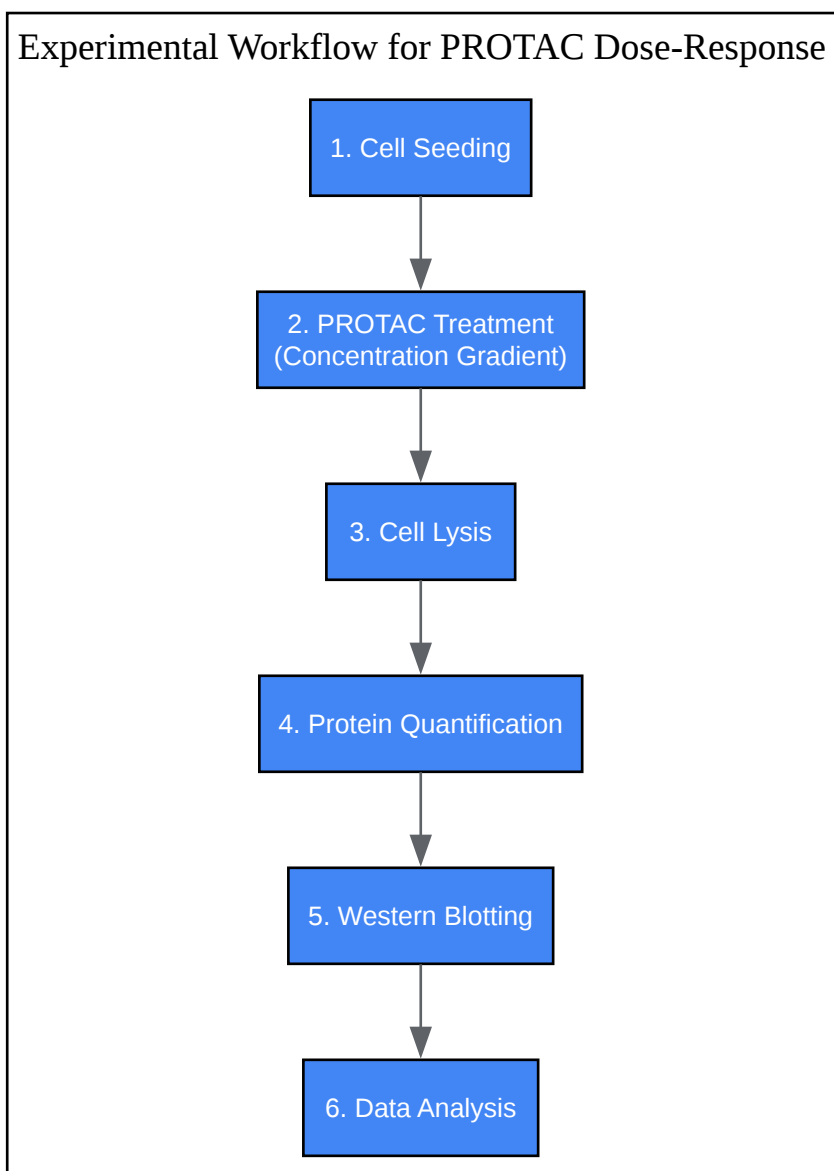 Experimental Workflow for PROTAC Dose-Response
1. Cell Seeding
2. PROTAC Treatment
(Concentration Gradient)
3. Cell Lysis
4. Protein Quantification
5. Western Blotting
6. Data Analysis